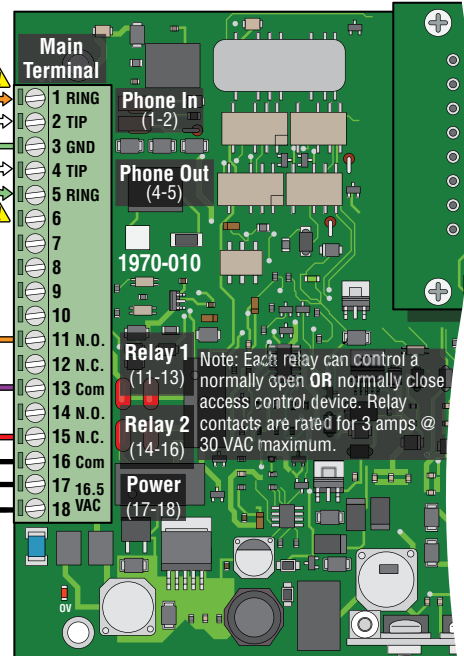 Main
Terminal
1 RING
2 TIP
3 GND
4 TIP
5 RING
6
7
8
9
10
11 N.O.
12 N.C.
13 Com
14 N.O.
15 N.C.
16 Com
17 16.5
18 VAC
Phone In
(1-2)
Phone Out
(4-5)
1970-010
Relay 1
(11-13)
Relay 2
(14-16)
Power
(17-18)
Note: Each relay can control a
normally open OR normally close
access control device. Relay
contacts are rated for 3 amps @
30 VAC maximum.
0V